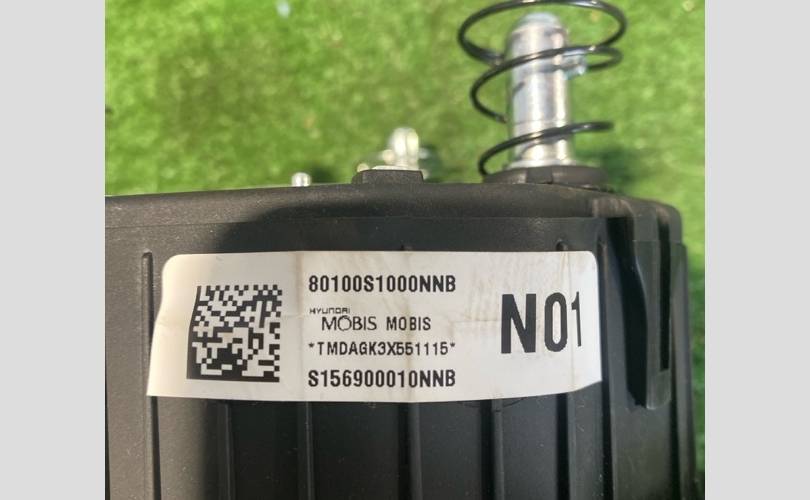 80100S1000NNB
HYUNDAI
MOBIS MOBIS
*TMDAGK3X551115*
S156900010NNB
N01